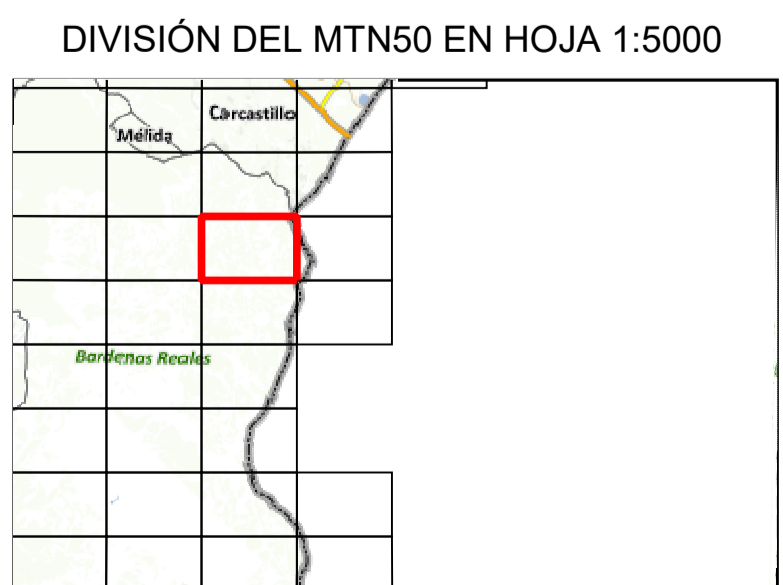 DIVISIÓN DEL MTN50 EN HOJA 1:5000
Carcastillo
Mélida
Bardenas Reales